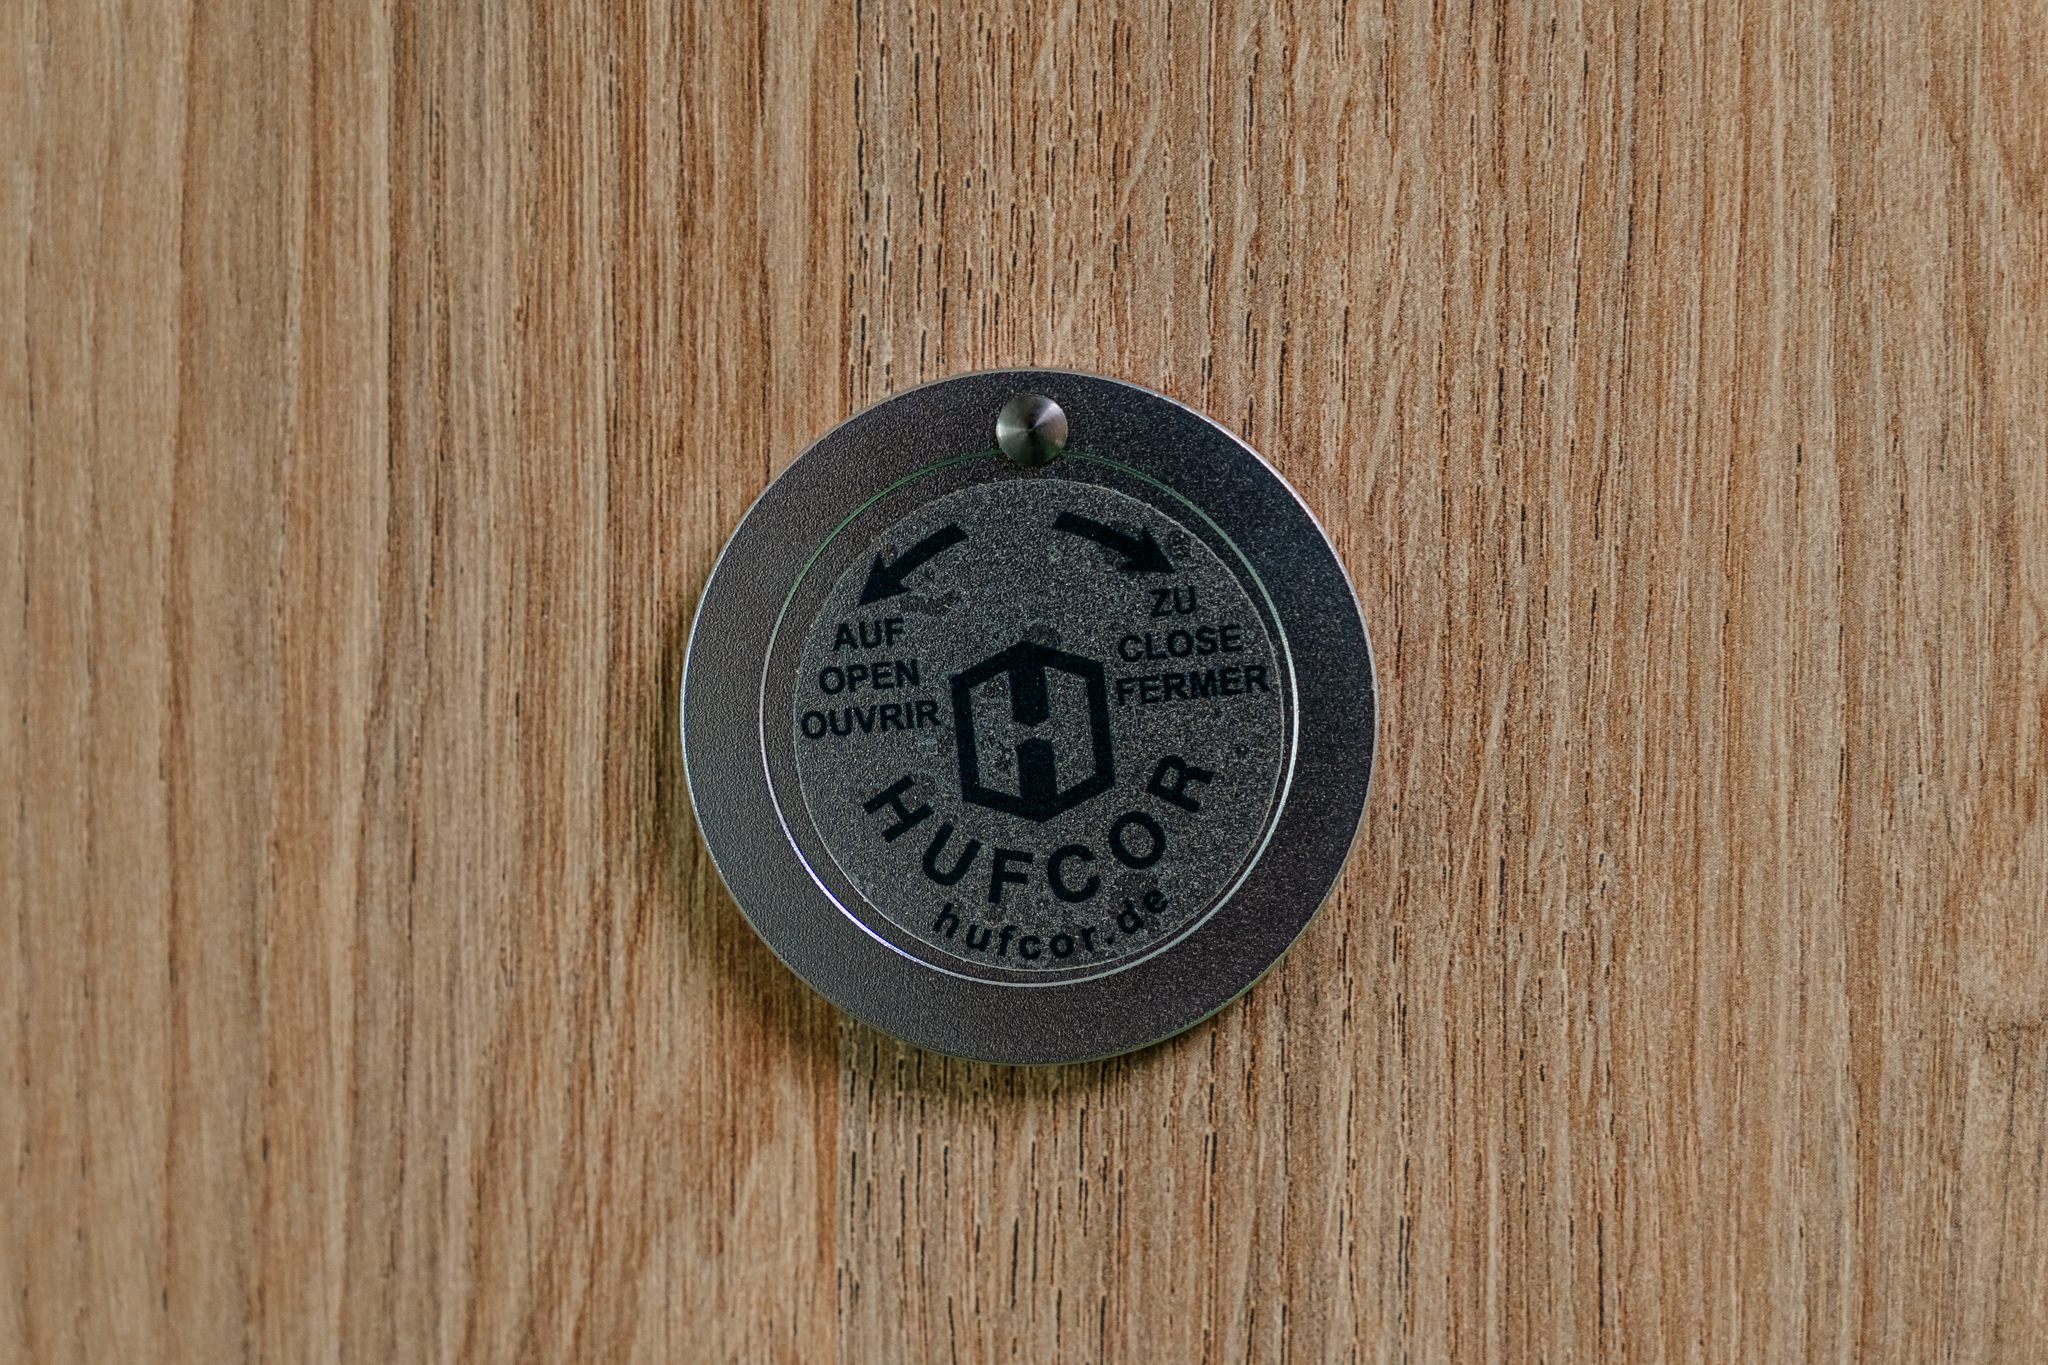 AUF
OPEN
OUVRIR
ZU
CLOSE
FERMER
H
HUFCOR
hufcor.de